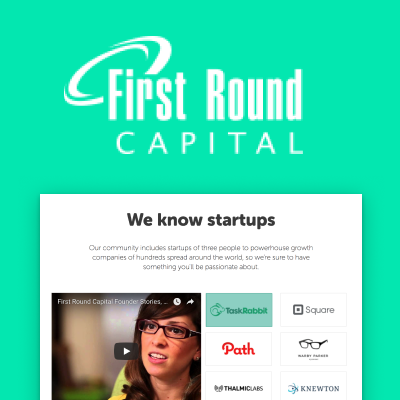 First Round
CAPITAL
We know startups
Our community includes startups of three people to powerhouse growth
companies of hundreds spread around the world, so we're sure to have
something you'll be passionate about.
First Round Capital Founder Stories, ...
TaskRabbit
Square
Path
WARBY PARKER
THALMICLABS
KNEWTON